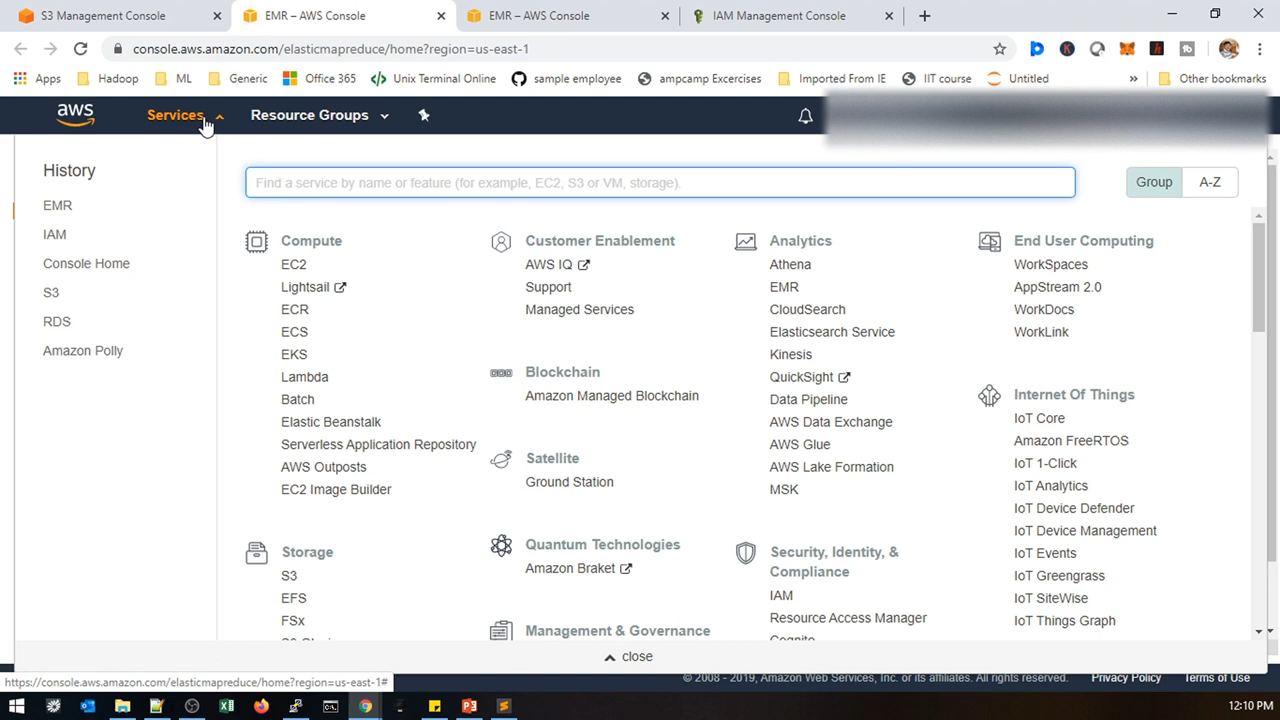 S3 Management Console
EMR – AWS Console
EMR – AWS Console
IAM Management Console
console.aws.amazon.com/elasticmapreduce/home?region=us-east-1
Apps
Hadoop
ML
Generic
Office 365
Unix Terminal Online
sample employee
ampcamp Excercises
Imported From IE
IIT course
Untitled
»
Other bookmarks
aws
Services
Resource Groups
History
EMR
IAM
Console Home
S3
RDS
Amazon Polly
Find a service by name or feature (for example, EC2, S3 or VM, storage).
Group
A-Z
Compute
EC2
Lightsail
ECR
ECS
EKS
Lambda
Batch
Elastic Beanstalk
Serverless Application Repository
AWS Outposts
EC2 Image Builder
Storage
S3
EFS
FSx
Customer Enablement
AWS IQ
Support
Managed Services
Blockchain
Amazon Managed Blockchain
Satellite
Ground Station
Quantum Technologies
Amazon Braket
Management & Governance
Analytics
Athena
EMR
CloudSearch
Elasticsearch Service
Kinesis
QuickSight
Data Pipeline
AWS Data Exchange
AWS Glue
AWS Lake Formation
MSK
Security, Identity, &
Compliance
IAM
Resource Access Manager
Cognito
End User Computing
WorkSpaces
AppStream 2.0
WorkDocs
WorkLink
Internet Of Things
IoT Core
Amazon FreeRTOS
IoT 1-Click
IoT Analytics
IoT Device Defender
IoT Device Management
IoT Events
IoT Greengrass
IoT SiteWise
IoT Things Graph
close
https://console.aws.amazon.com/elasticmapreduce/home?region=us-east-1#
© 2008 - 2019, Amazon Web Services, Inc. or its affiliates. All rights reserved.
Privacy Policy
Terms of Use
12:10 PM